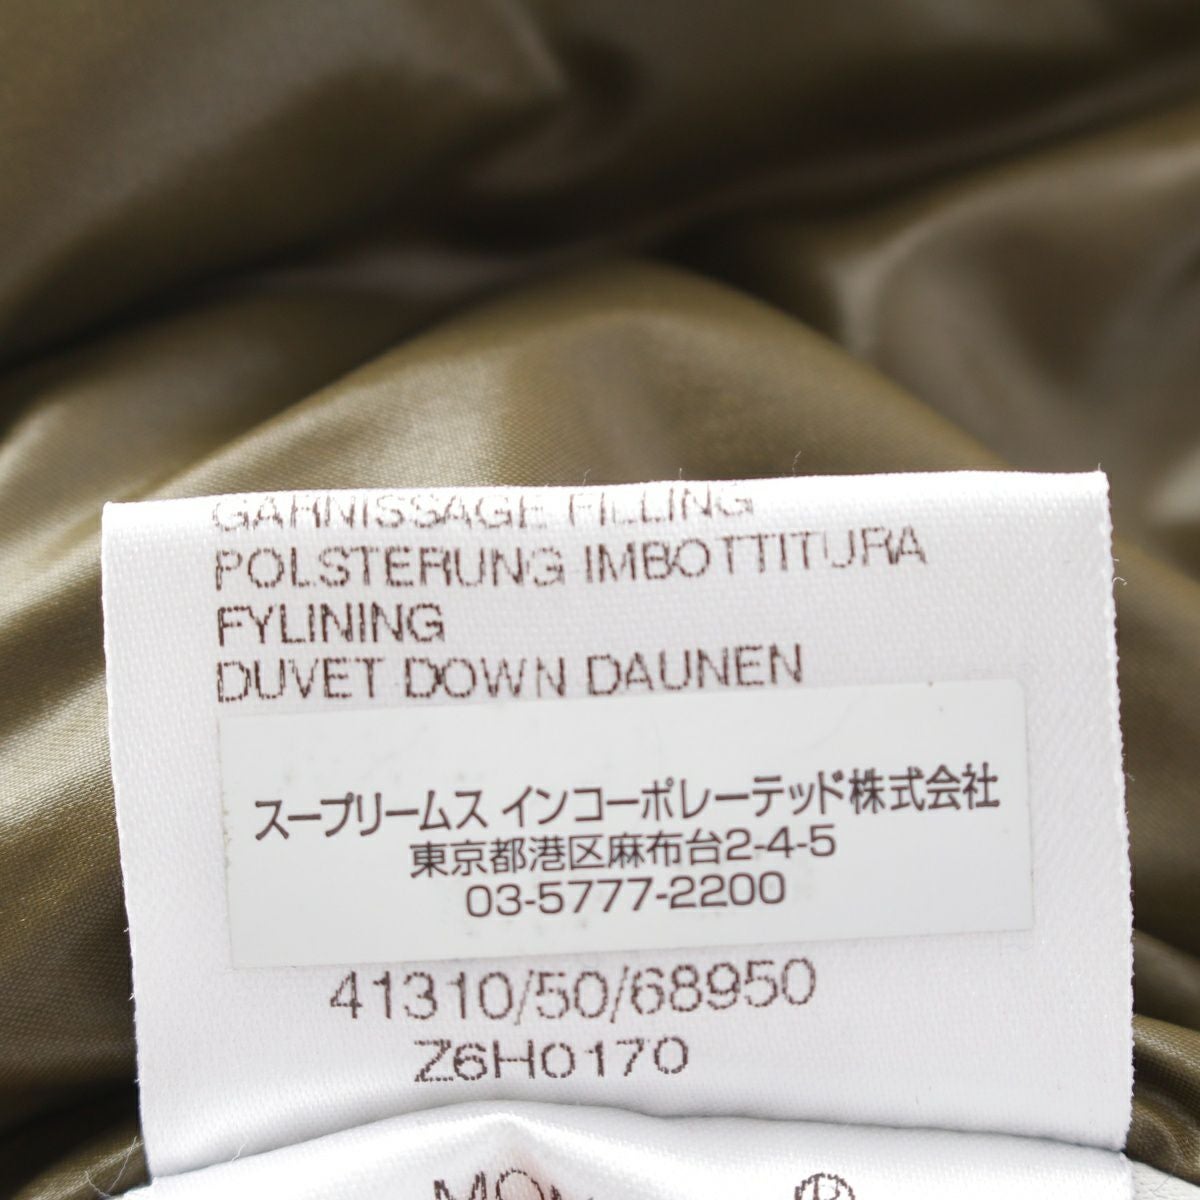 GARNISSAGE FILLING
POLSTERUNG IMBOTTITURA
FYLINING
DUVET DOWN DAUNEN
スープリームス インコーポレーテッド株式会社
東京都港区麻布台2-4-5
03-5777-2200
41310/50/68950
Z6H0170
®